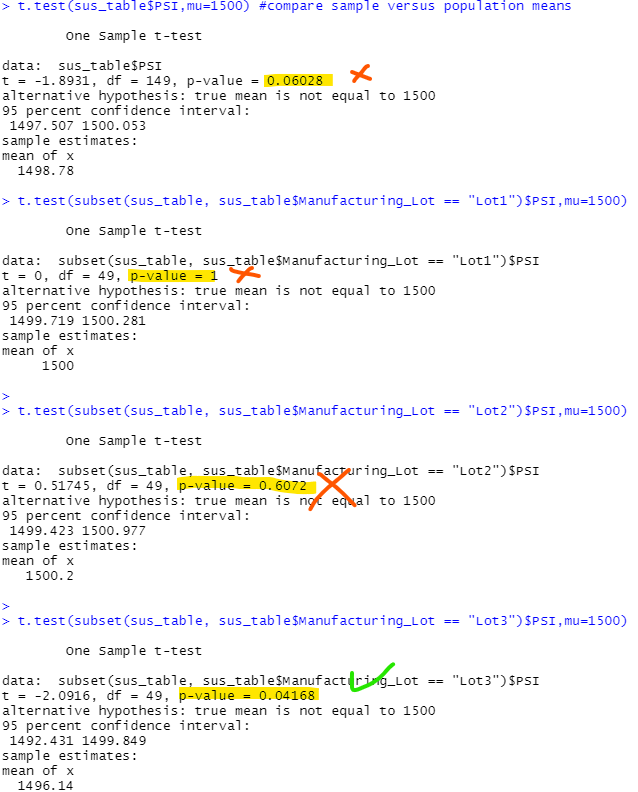 > t.test(sus_table$PSI,mu=1500) #compare sample versus population means
One Sample t-test
data:  sus_table$PSI
t = -1.8931, df = 149, p-value = 0.06028
alternative hypothesis: true mean is not equal to 1500
95 percent confidence interval:
1497.507 1500.053
sample estimates:
mean of x
1498.78
> t.test(subset(sus_table, sus_table$Manufacturing_Lot == "Lot1")$PSI,mu=1500)
One Sample t-test
data:  subset(sus_table, sus_table$Manufacturing_Lot == "Lot1")$PSI
t = 0, df = 49, p-value = 1
alternative hypothesis: true mean is not equal to 1500
95 percent confidence interval:
1499.719 1500.281
sample estimates:
mean of x
1500
>
> t.test(subset(sus_table, sus_table$Manufacturing_Lot == "Lot2")$PSI,mu=1500)
One Sample t-test
data:  subset(sus_table, sus_table$Manufacturing_Lot == "Lot2")$PSI
t = 0.51745, df = 49, p-value = 0.6072
alternative hypothesis: true mean is not equal to 1500
95 percent confidence interval:
1499.423 1500.977
sample estimates:
mean of x
1500.2
>
> t.test(subset(sus_table, sus_table$Manufacturing_Lot == "Lot3")$PSI,mu=1500)
One Sample t-test
data:  subset(sus_table, sus_table$Manufacturing_Lot == "Lot3")$PSI
t = -2.0916, df = 49, p-value = 0.04168
alternative hypothesis: true mean is not equal to 1500
95 percent confidence interval:
1492.431 1499.849
sample estimates:
mean of x
1496.14